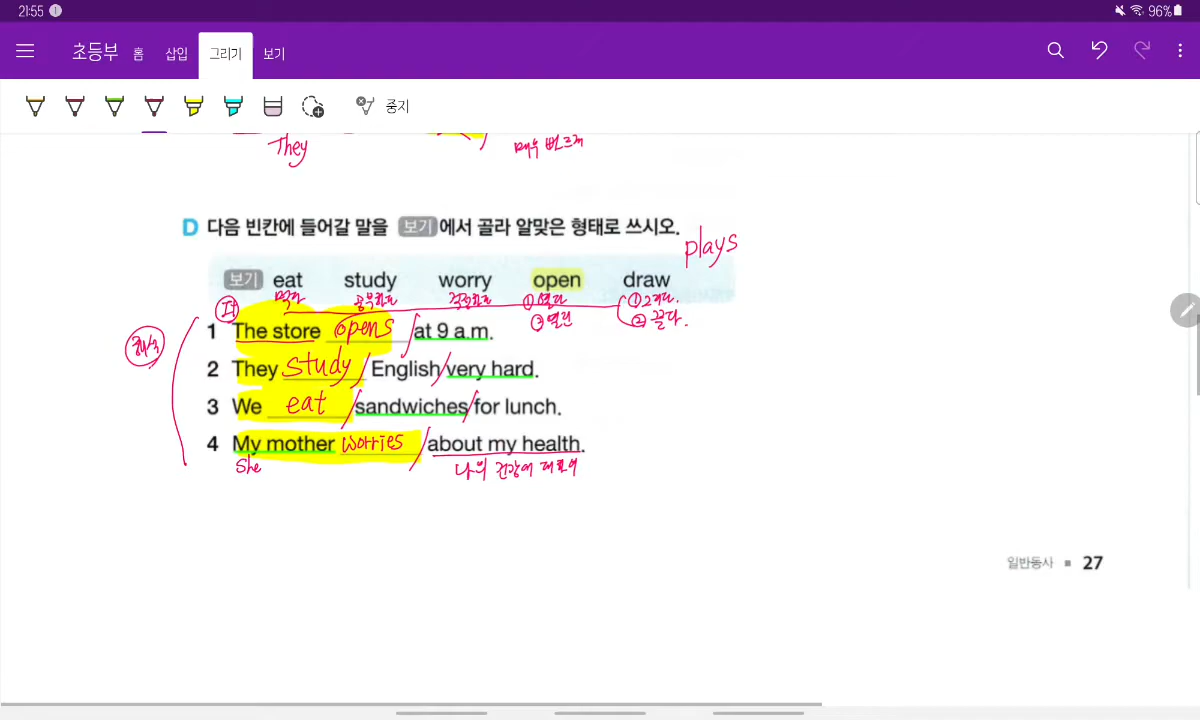 21:55
96%
초등부 홈 삽입 그리기 보기
중지
They
매우 빠르게
D 다음 빈칸에 들어갈 말을 보기 에서 골라 알맞은 형태로 쓰시오.
plays
보기 eat study worry open draw
먹다 공부하다 걱정하다 ① 열다 ① 그리다.
② 열린 ② 끌다.
It
1 The store opens / at 9 a.m.
해석
2 They study / English / very hard.
3 We eat / sandwiches / for lunch.
4 My mother worries / about my health.
She 나의 건강에 대하여
일반동사 ■ 27